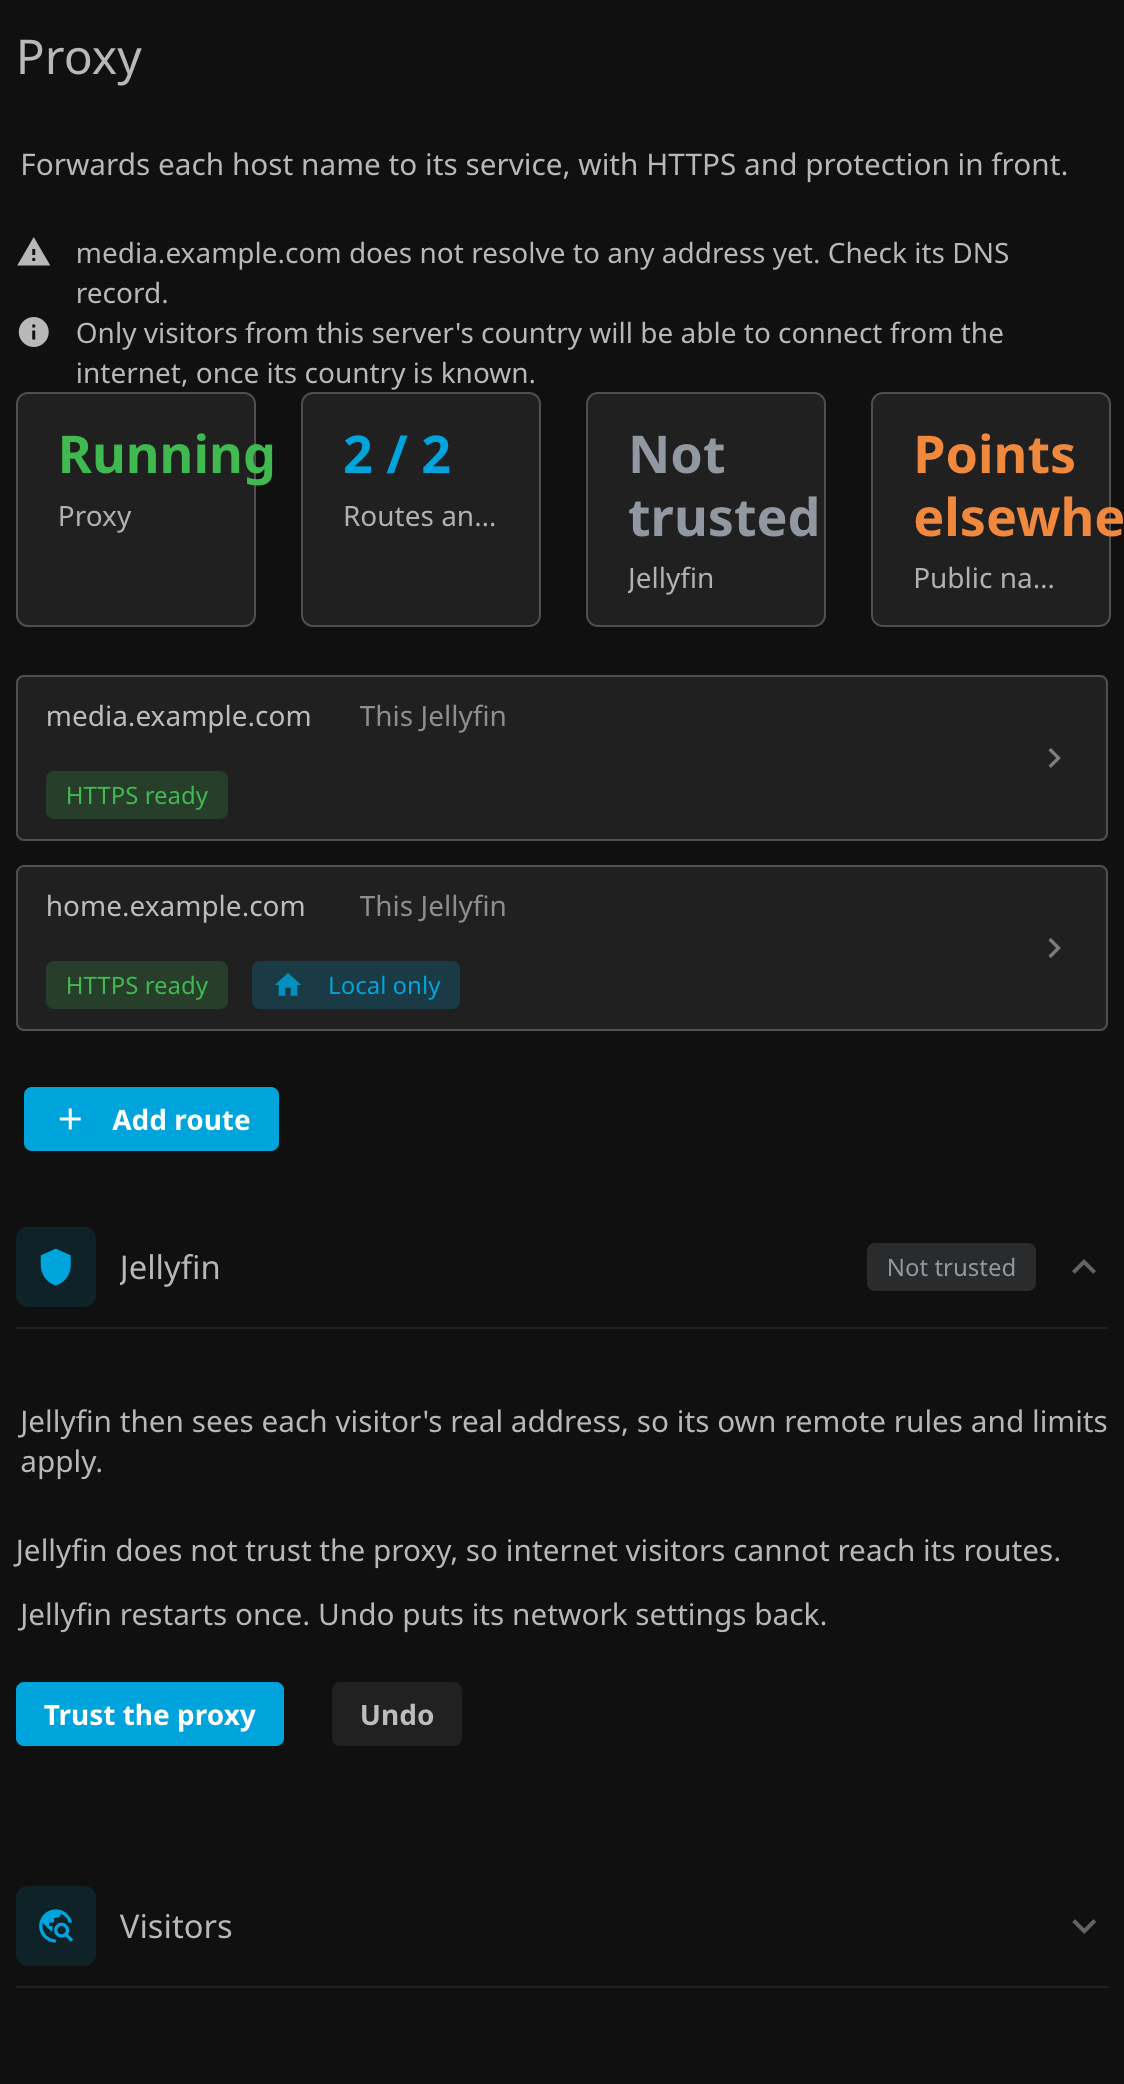 Proxy
Forwards each host name to its service, with HTTPS and protection in front.
media.example.com does not resolve to any address yet. Check its DNS
record.
Only visitors from this server's country will be able to connect from the
internet, once its country is known.
Running
Proxy
2 / 2
Routes an...
Not
trusted
Jellyfin
Points
elsewhe
Public na...
media.example.com This Jellyfin
HTTPS ready
home.example.com This Jellyfin
HTTPS ready Local only
Add route
Jellyfin Not trusted
Jellyfin then sees each visitor's real address, so its own remote rules and limits
apply.
Jellyfin does not trust the proxy, so internet visitors cannot reach its routes.
Jellyfin restarts once. Undo puts its network settings back.
Trust the proxy Undo
Visitors